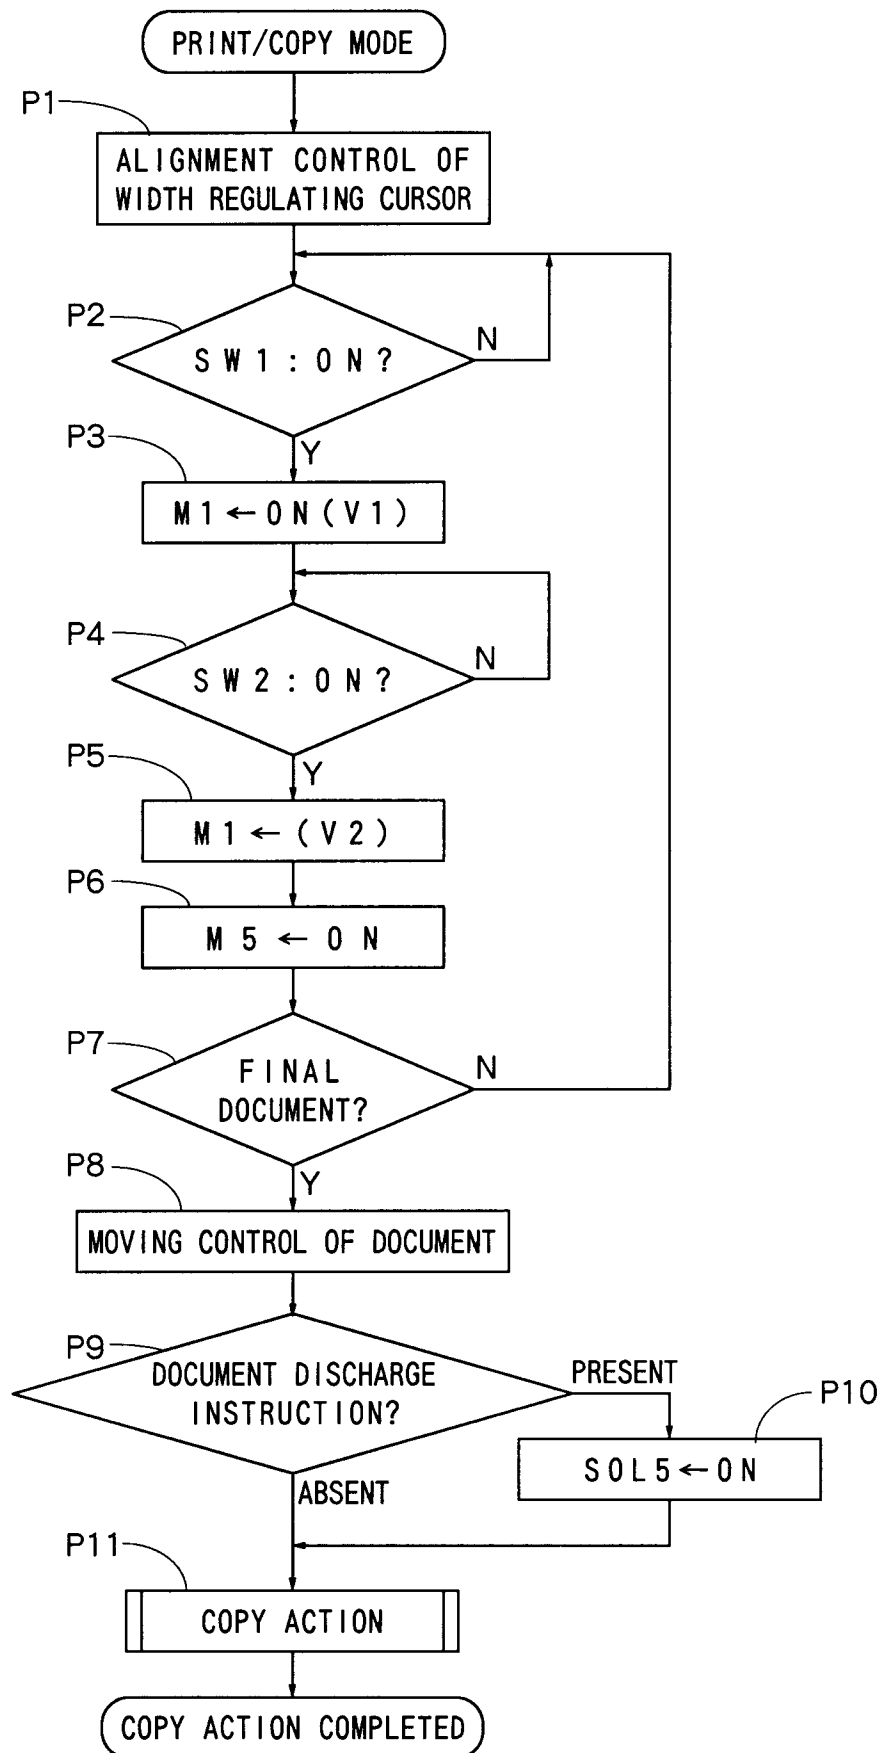 PRINT/COPY MODE
P1
ALIGNMENT CONTROL OF
WIDTH REGULATING CURSOR
P2
SW1:ON?
N
Y
P3
M1←ON(V1)
P4
SW2:ON?
N
Y
P5
M1←(V2)
P6
M5←ON
P7
FINAL
DOCUMENT?
N
Y
P8
MOVING CONTROL OF DOCUMENT
P9
DOCUMENT DISCHARGE
INSTRUCTION?
PRESENT
P10
SOL5←ON
ABSENT
P11
COPY ACTION
COPY ACTION COMPLETED